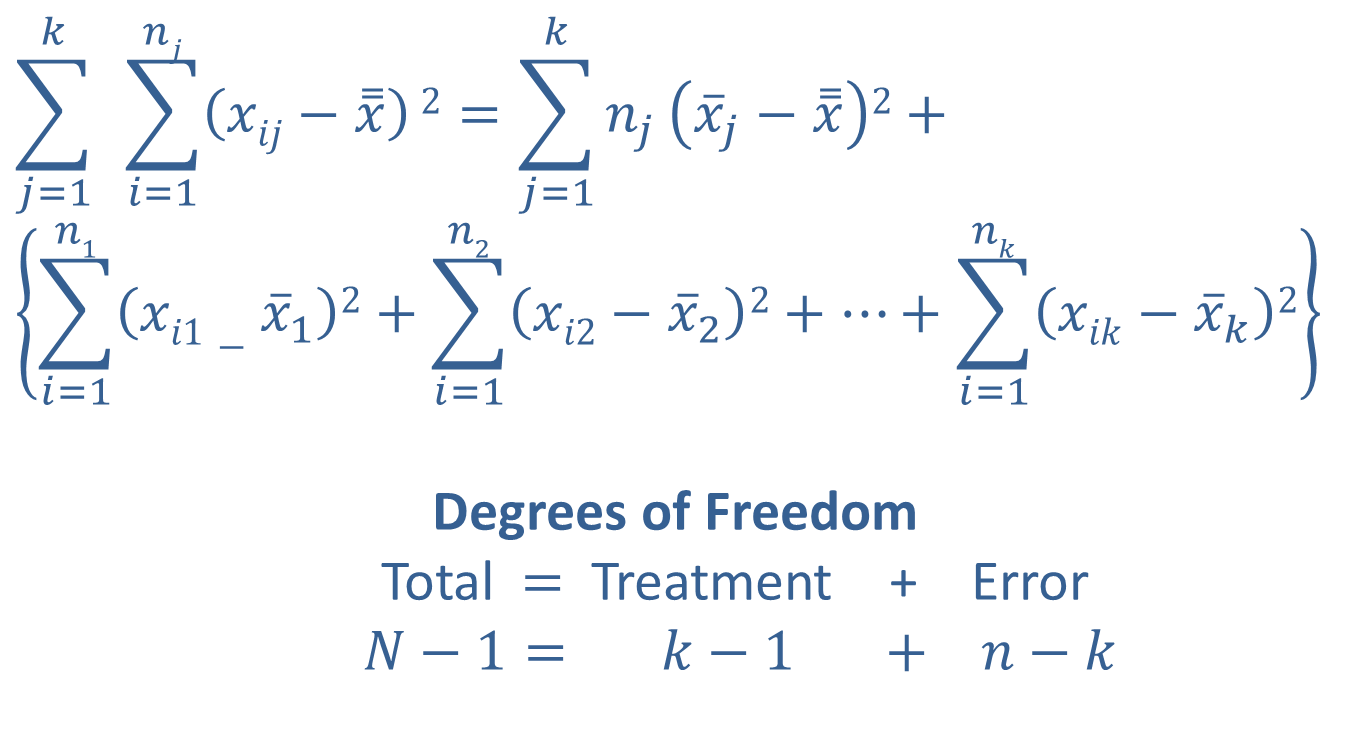 ∑_{j=1}^{k} ∑_{i=1}^{n_j} (x_{ij} − x̿)² = ∑_{j=1}^{k} n_j (x̄_j − x̿)² +
{∑_{i=1}^{n_1} (x_{i1} _ x̄_1)² + ∑_{i=1}^{n_2} (x_{i2} − x̄_2)² + ⋯ + ∑_{i=1}^{n_k} (x_{ik} − x̄_k)²}
Degrees of Freedom
Total = Treatment + Error
N − 1 = k − 1 + n − k